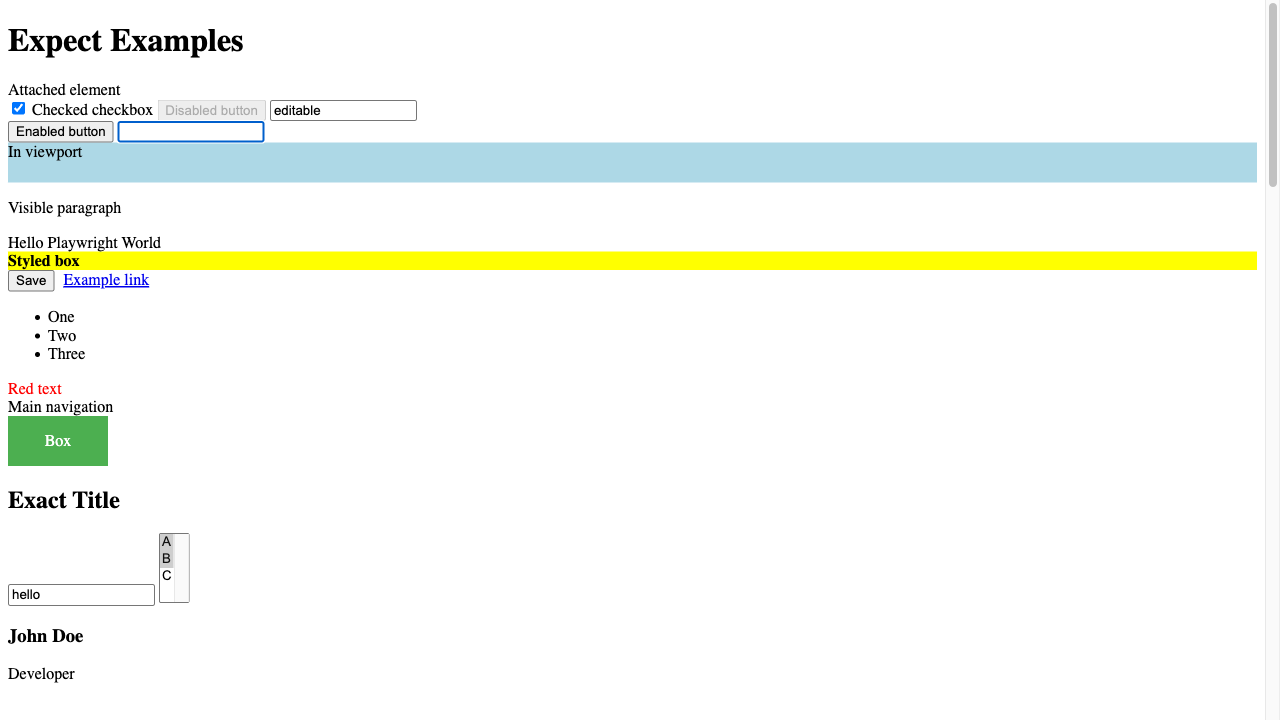 Expect Examples
Attached element
Checked checkbox Disabled button editable
Enabled button
In viewport
Visible paragraph
Hello Playwright World
Styled box
Save Example link
One
Two
Three
Red text
Main navigation
Box
Exact Title
A
B
C
hello
John Doe
Developer